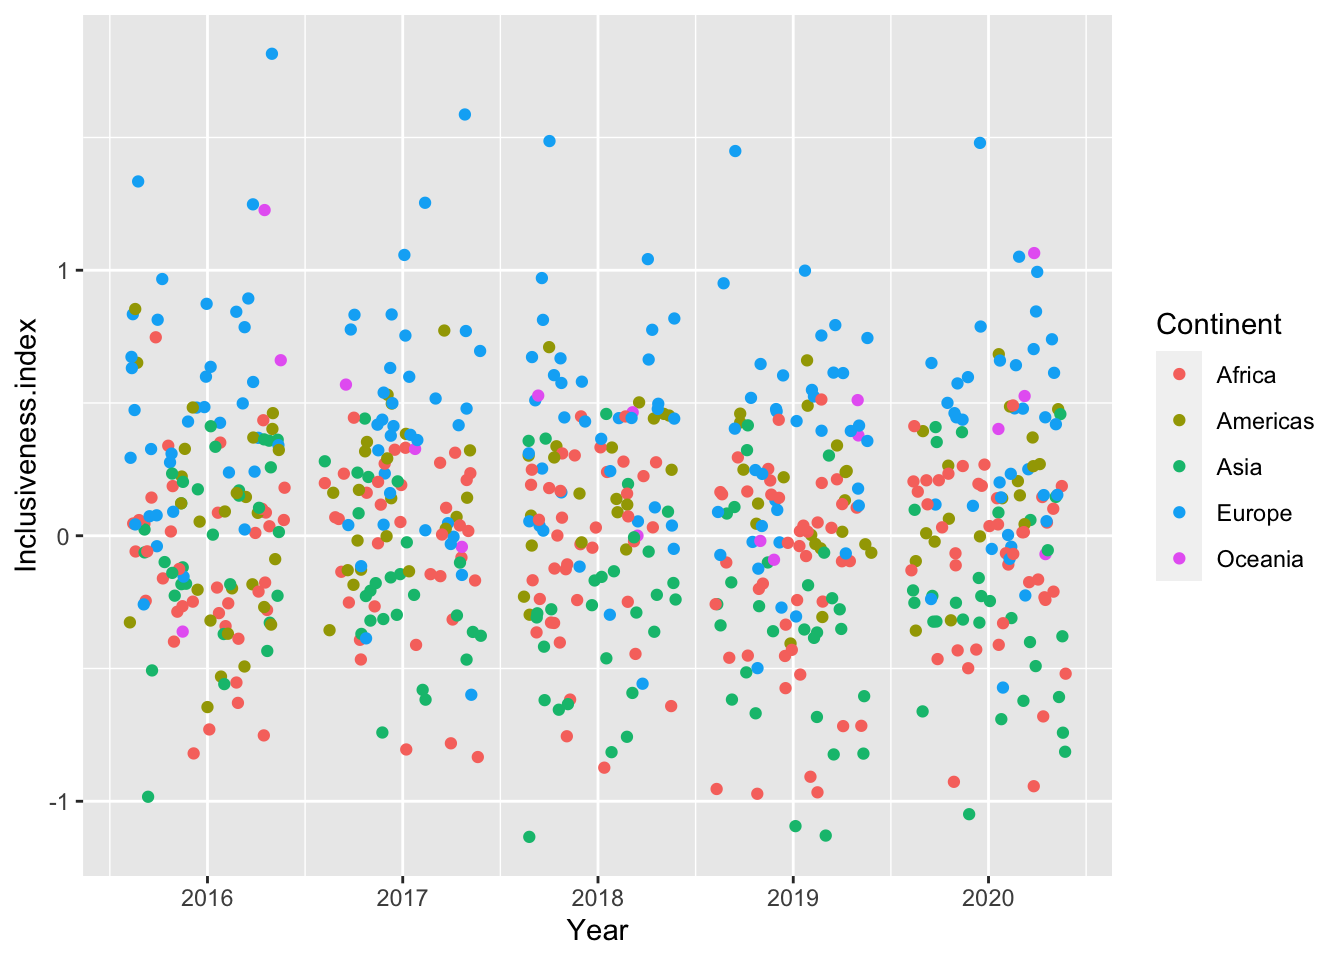 Inclusiveness.index
1
0
-1
2016
2017
2018
2019
2020
Year
Continent
Africa
Americas
Asia
Europe
Oceania